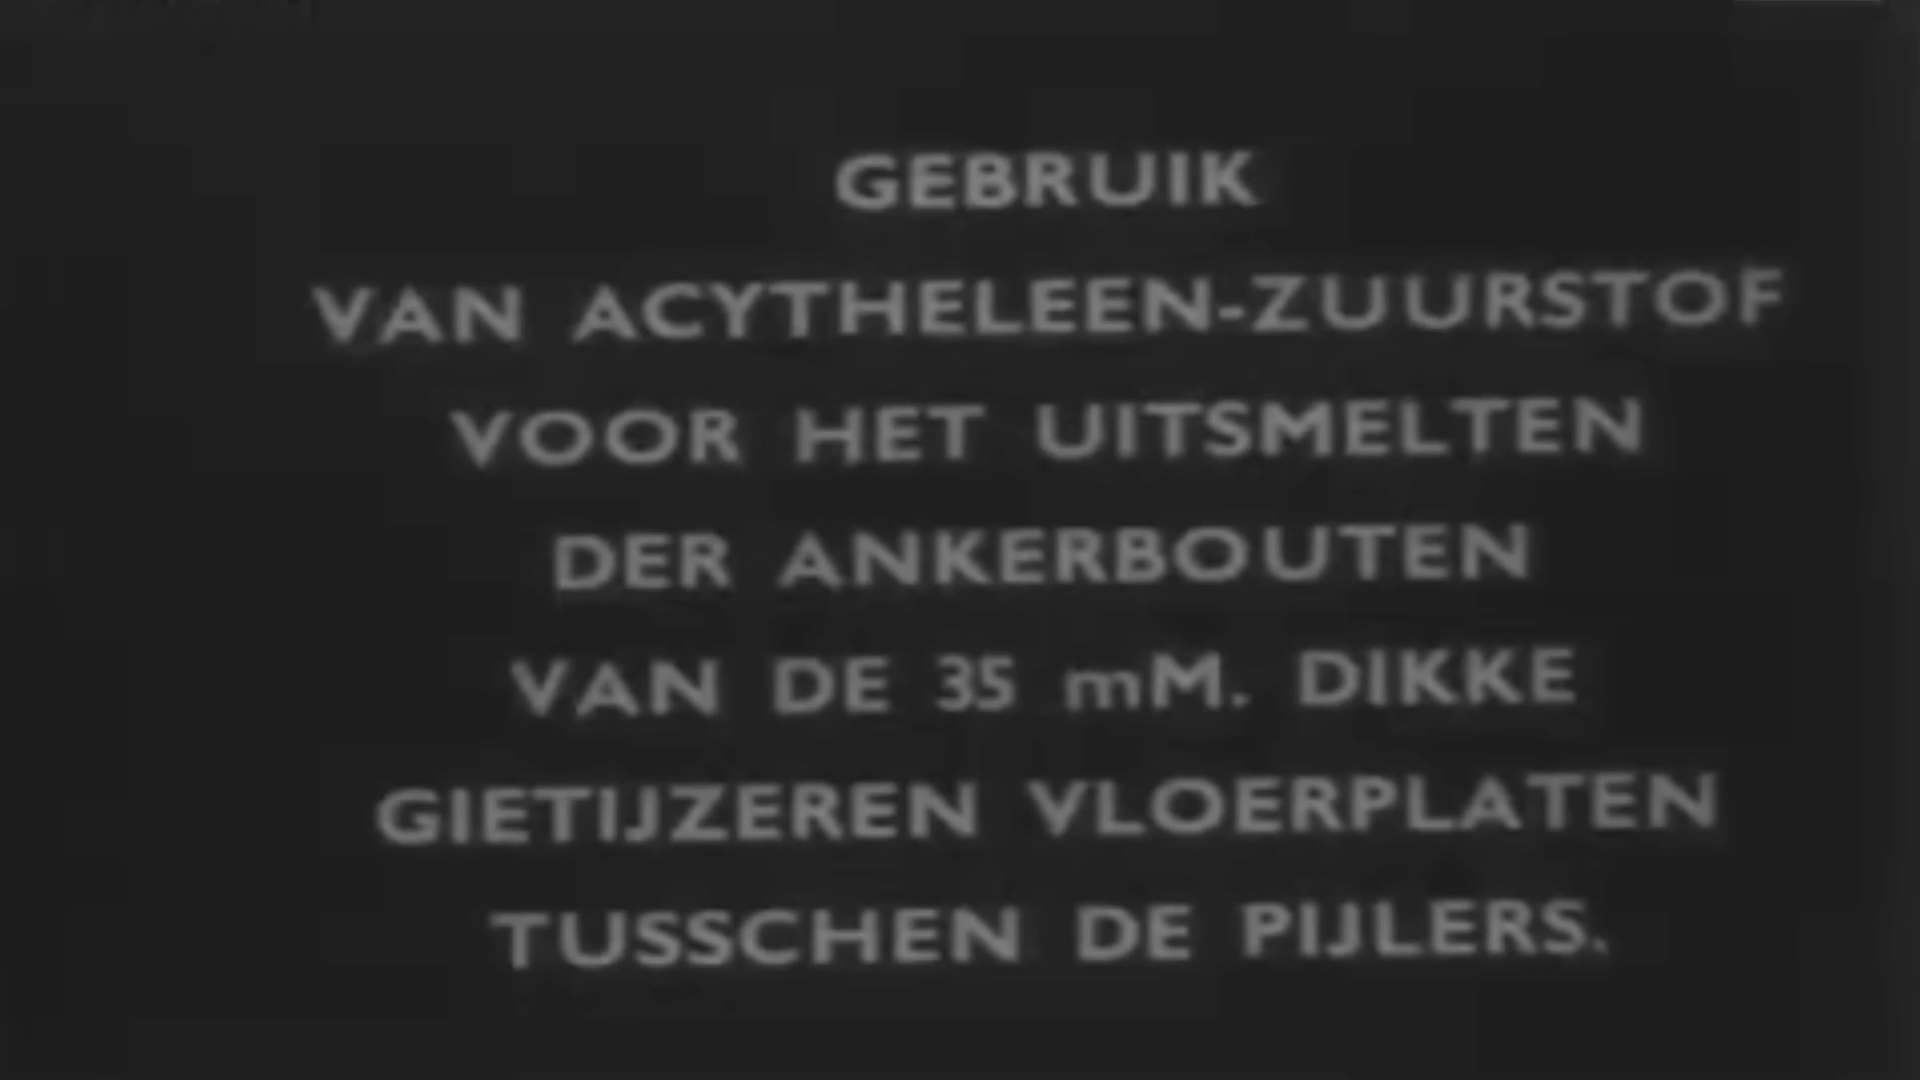 GEBRUIK
VAN ACYTHELEEN-ZUURSTOF
VOOR HET UITSMELTEN
DER ANKERBOUTEN
VAN DE 35 mM. DIKKE
GIETIJZEREN VLOERPLATEN
TUSSCHEN DE PIJLERS.